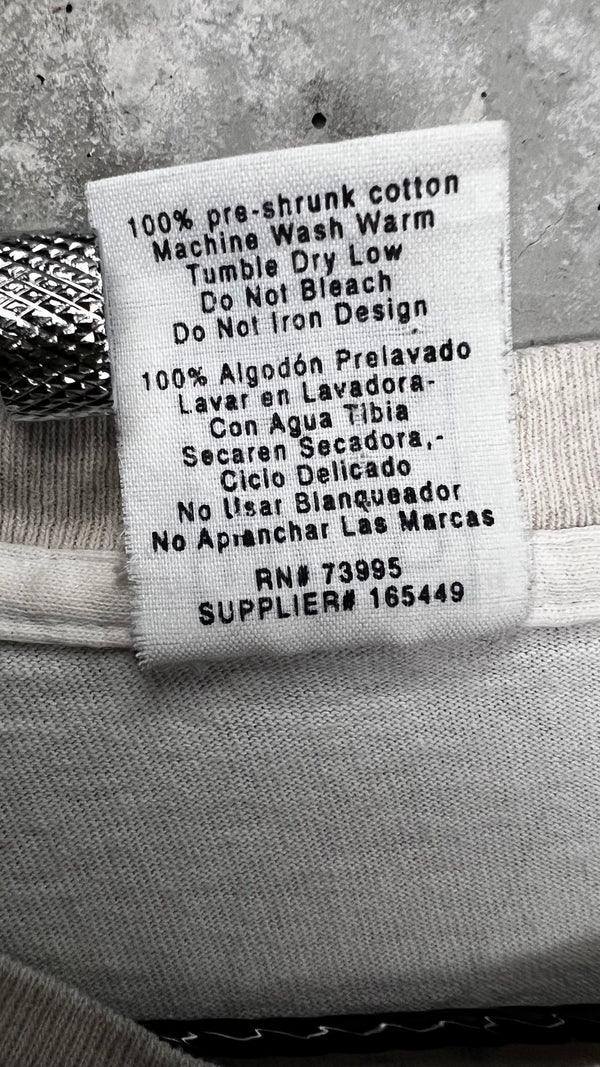 100% pre-shrunk cotton
Machine Wash Warm
Tumble Dry Low
Do Not Bleach
Do Not Iron Design
100% Algodón Prelavado
Lavar en Lavadora-
Con Agua Tibia
Secaren Secadora,-
Ciclo Delicado
No Usar Blanqueador
No Aplanchar Las Marcas
RN# 73995
SUPPLIER# 165449